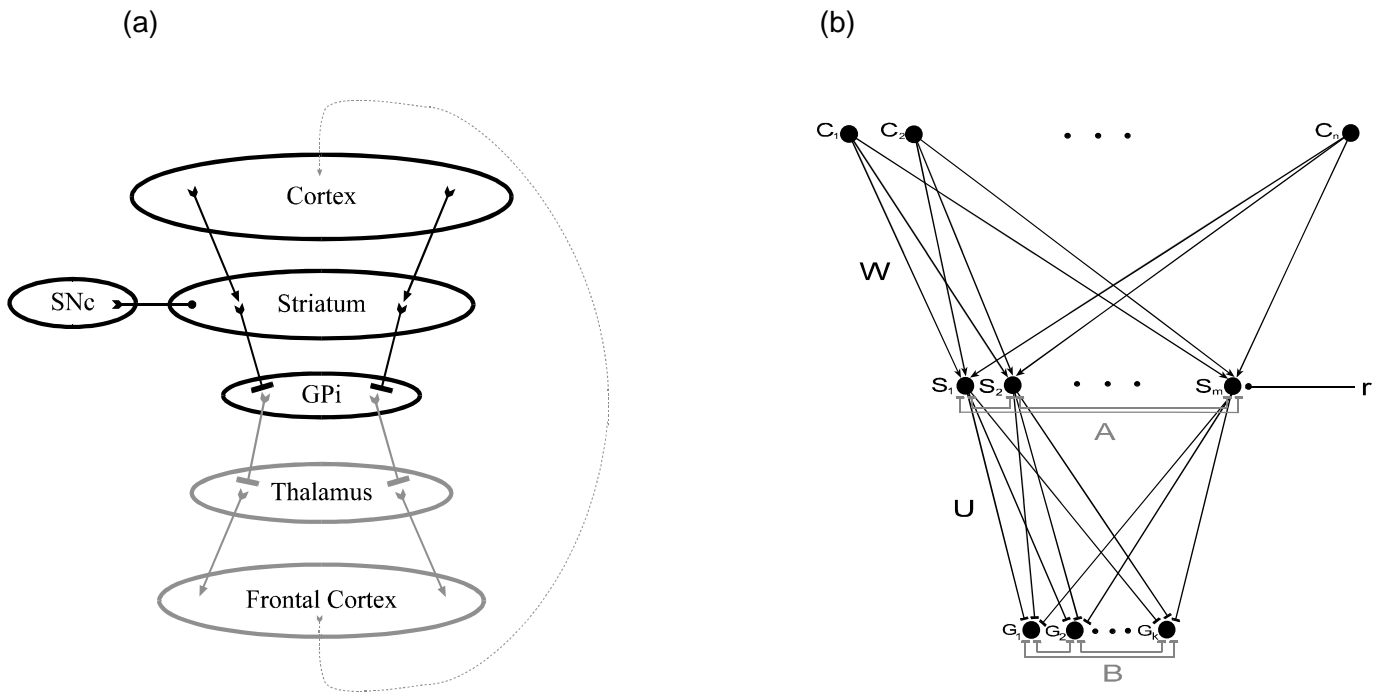 (a)
(b)
Cortex
SNc
Striatum
GPi
Thalamus
Frontal Cortex
C₁ C₂ . . . Cₙ
W
S₁ S₂ . . . Sₘ r
A
U
G₁ G₂ . . . Gₖ
B